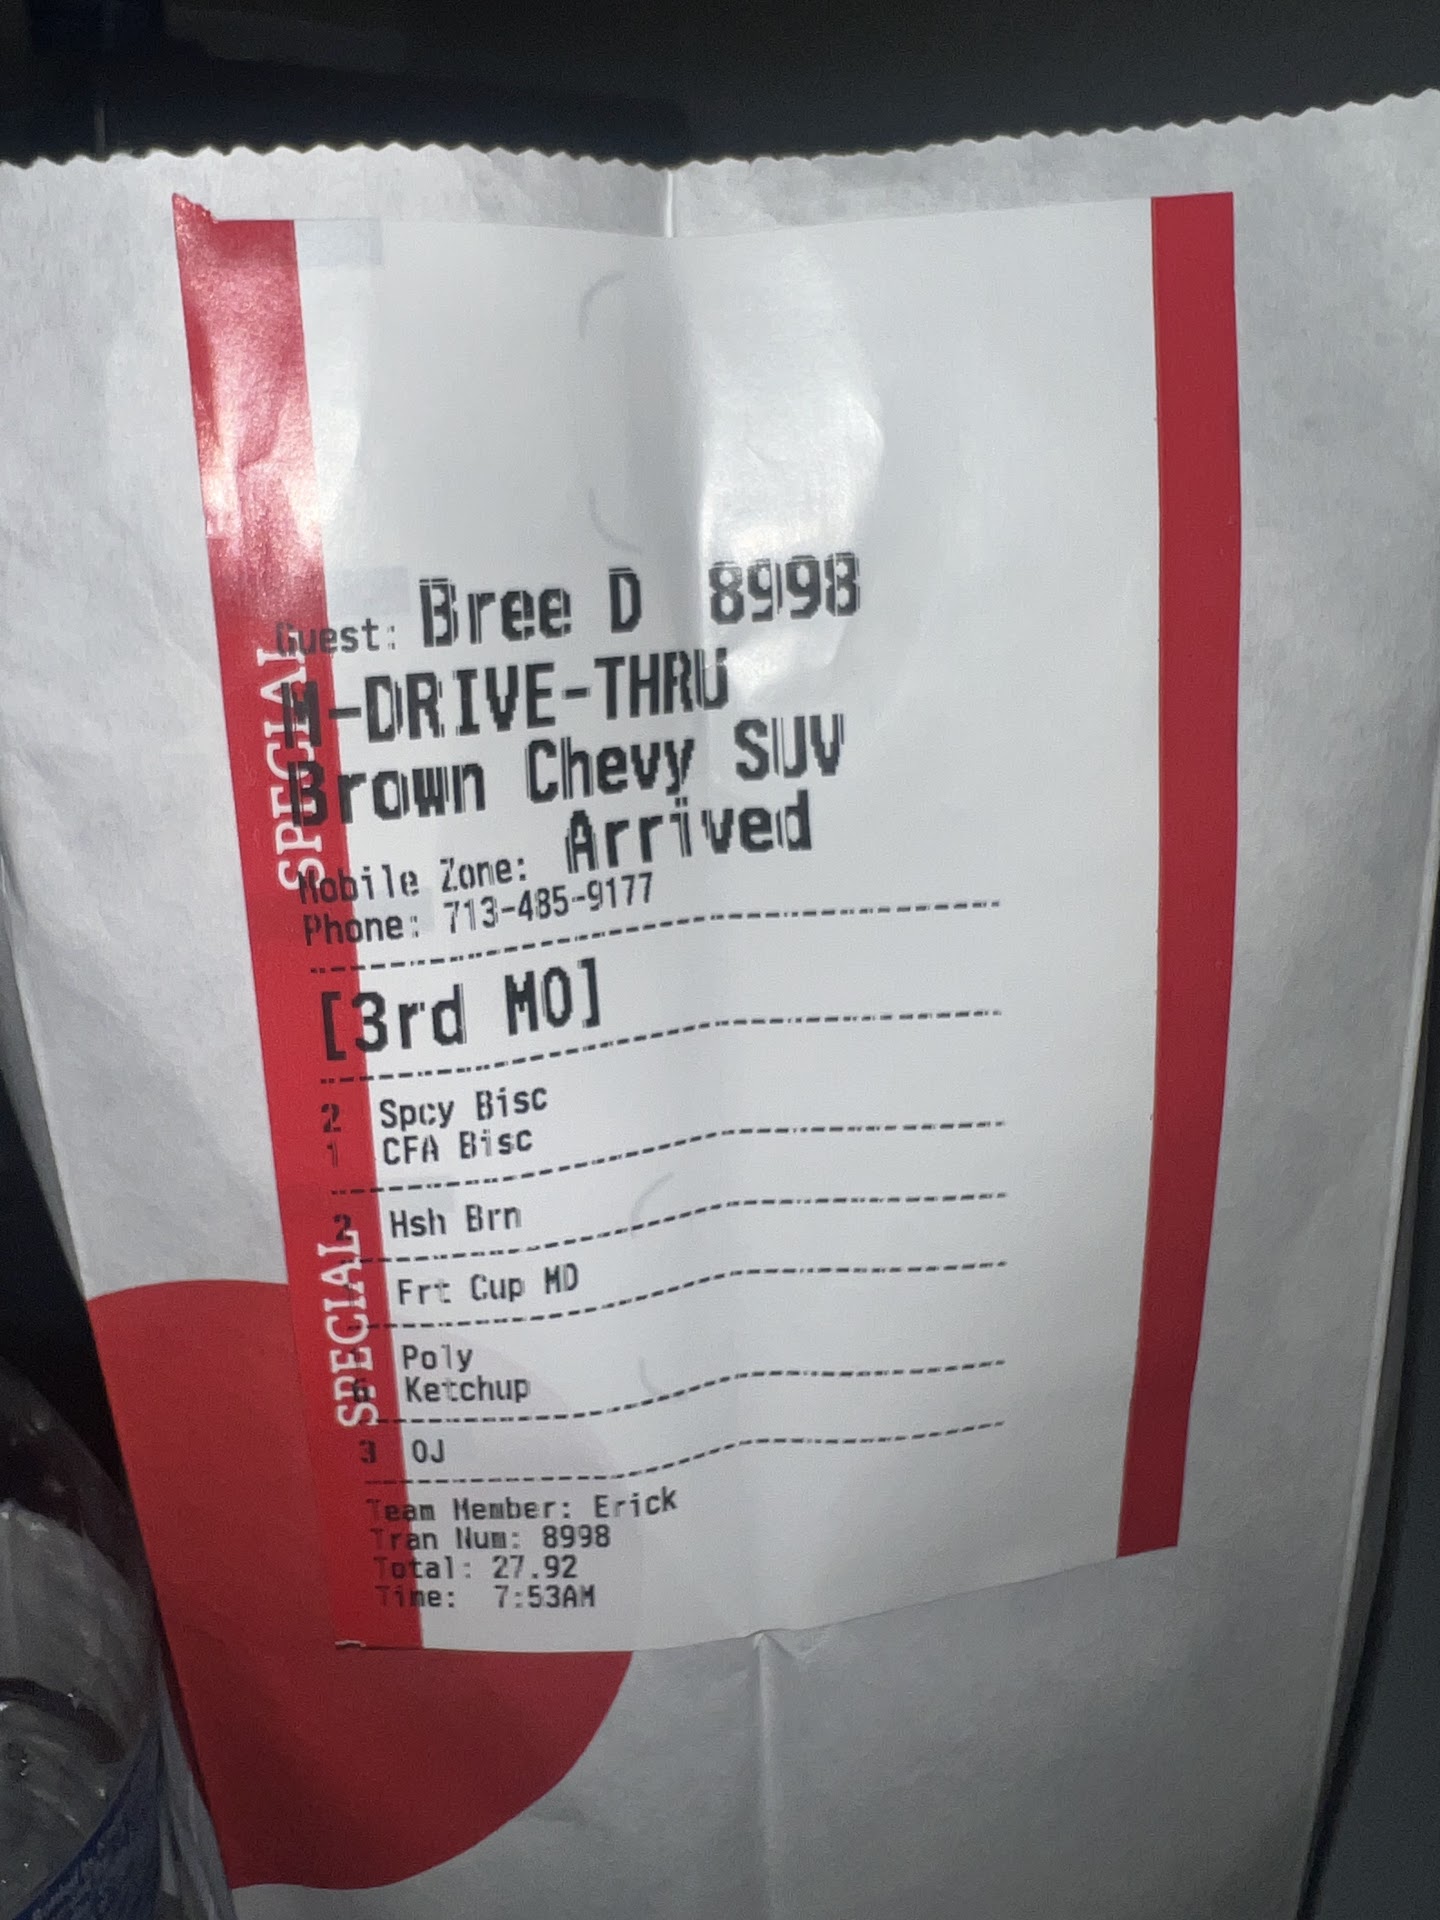 Guest: Bree D 8998
M-DRIVE-THRU
Brown Chevy SUV
Mobile Zone: Arrived
Phone: 713-485-9177
[3rd MO]
2 Spcy Bisc
1 CFA Bisc
2 Hsh Brn
Frt Cup MD
Poly
6 Ketchup
3 OJ
Team Member: Erick
Tran Num: 8998
Total: 27.92
Time: 7:53AM
SPECIAL
SPECIAL